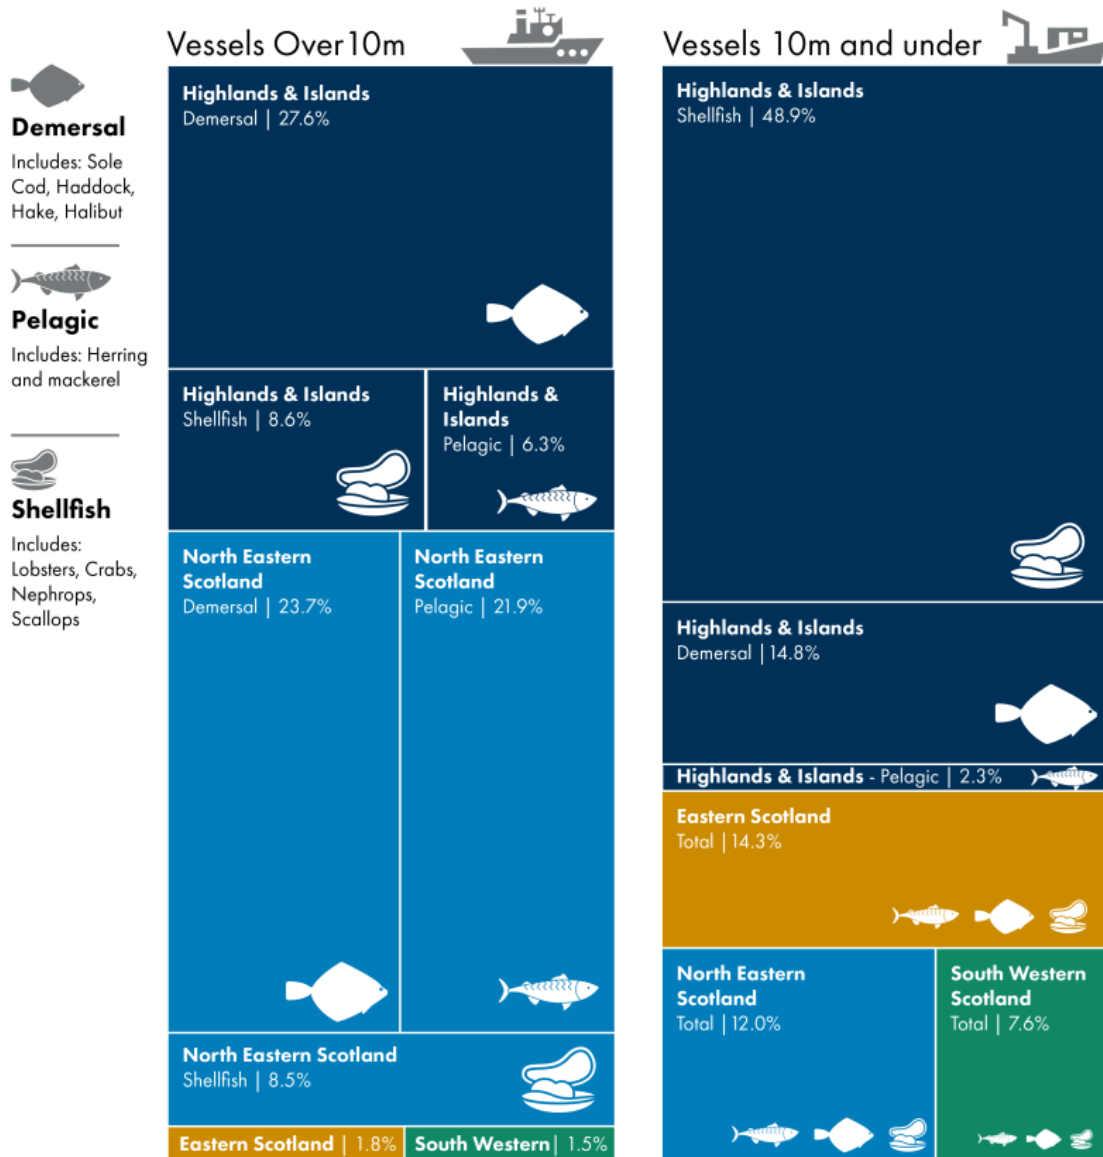 Demersal
Includes: Sole
Cod, Haddock,
Hake, Halibut
Pelagic
Includes: Herring
and mackerel
Shellfish
Includes:
Lobsters, Crabs,
Nephrops,
Scallops
Vessels Over10m
Highlands & Islands
Demersal | 27.6%
Highlands & Islands
Shellfish | 8.6%
Highlands &
Islands
Pelagic | 6.3%
North Eastern
Scotland
Demersal | 23.7%
North Eastern
Scotland
Pelagic | 21.9%
North Eastern Scotland
Shellfish | 8.5%
Eastern Scotland | 1.8%
South Western| 1.5%
Vessels 10m and under
Highlands & Islands
Shellfish | 48.9%
Highlands & Islands
Demersal |14.8%
Highlands & Islands - Pelagic | 2.3%
Eastern Scotland
Total |14.3%
North Eastern
Scotland
Total |12.0%
South Western
Scotland
Total | 7.6%